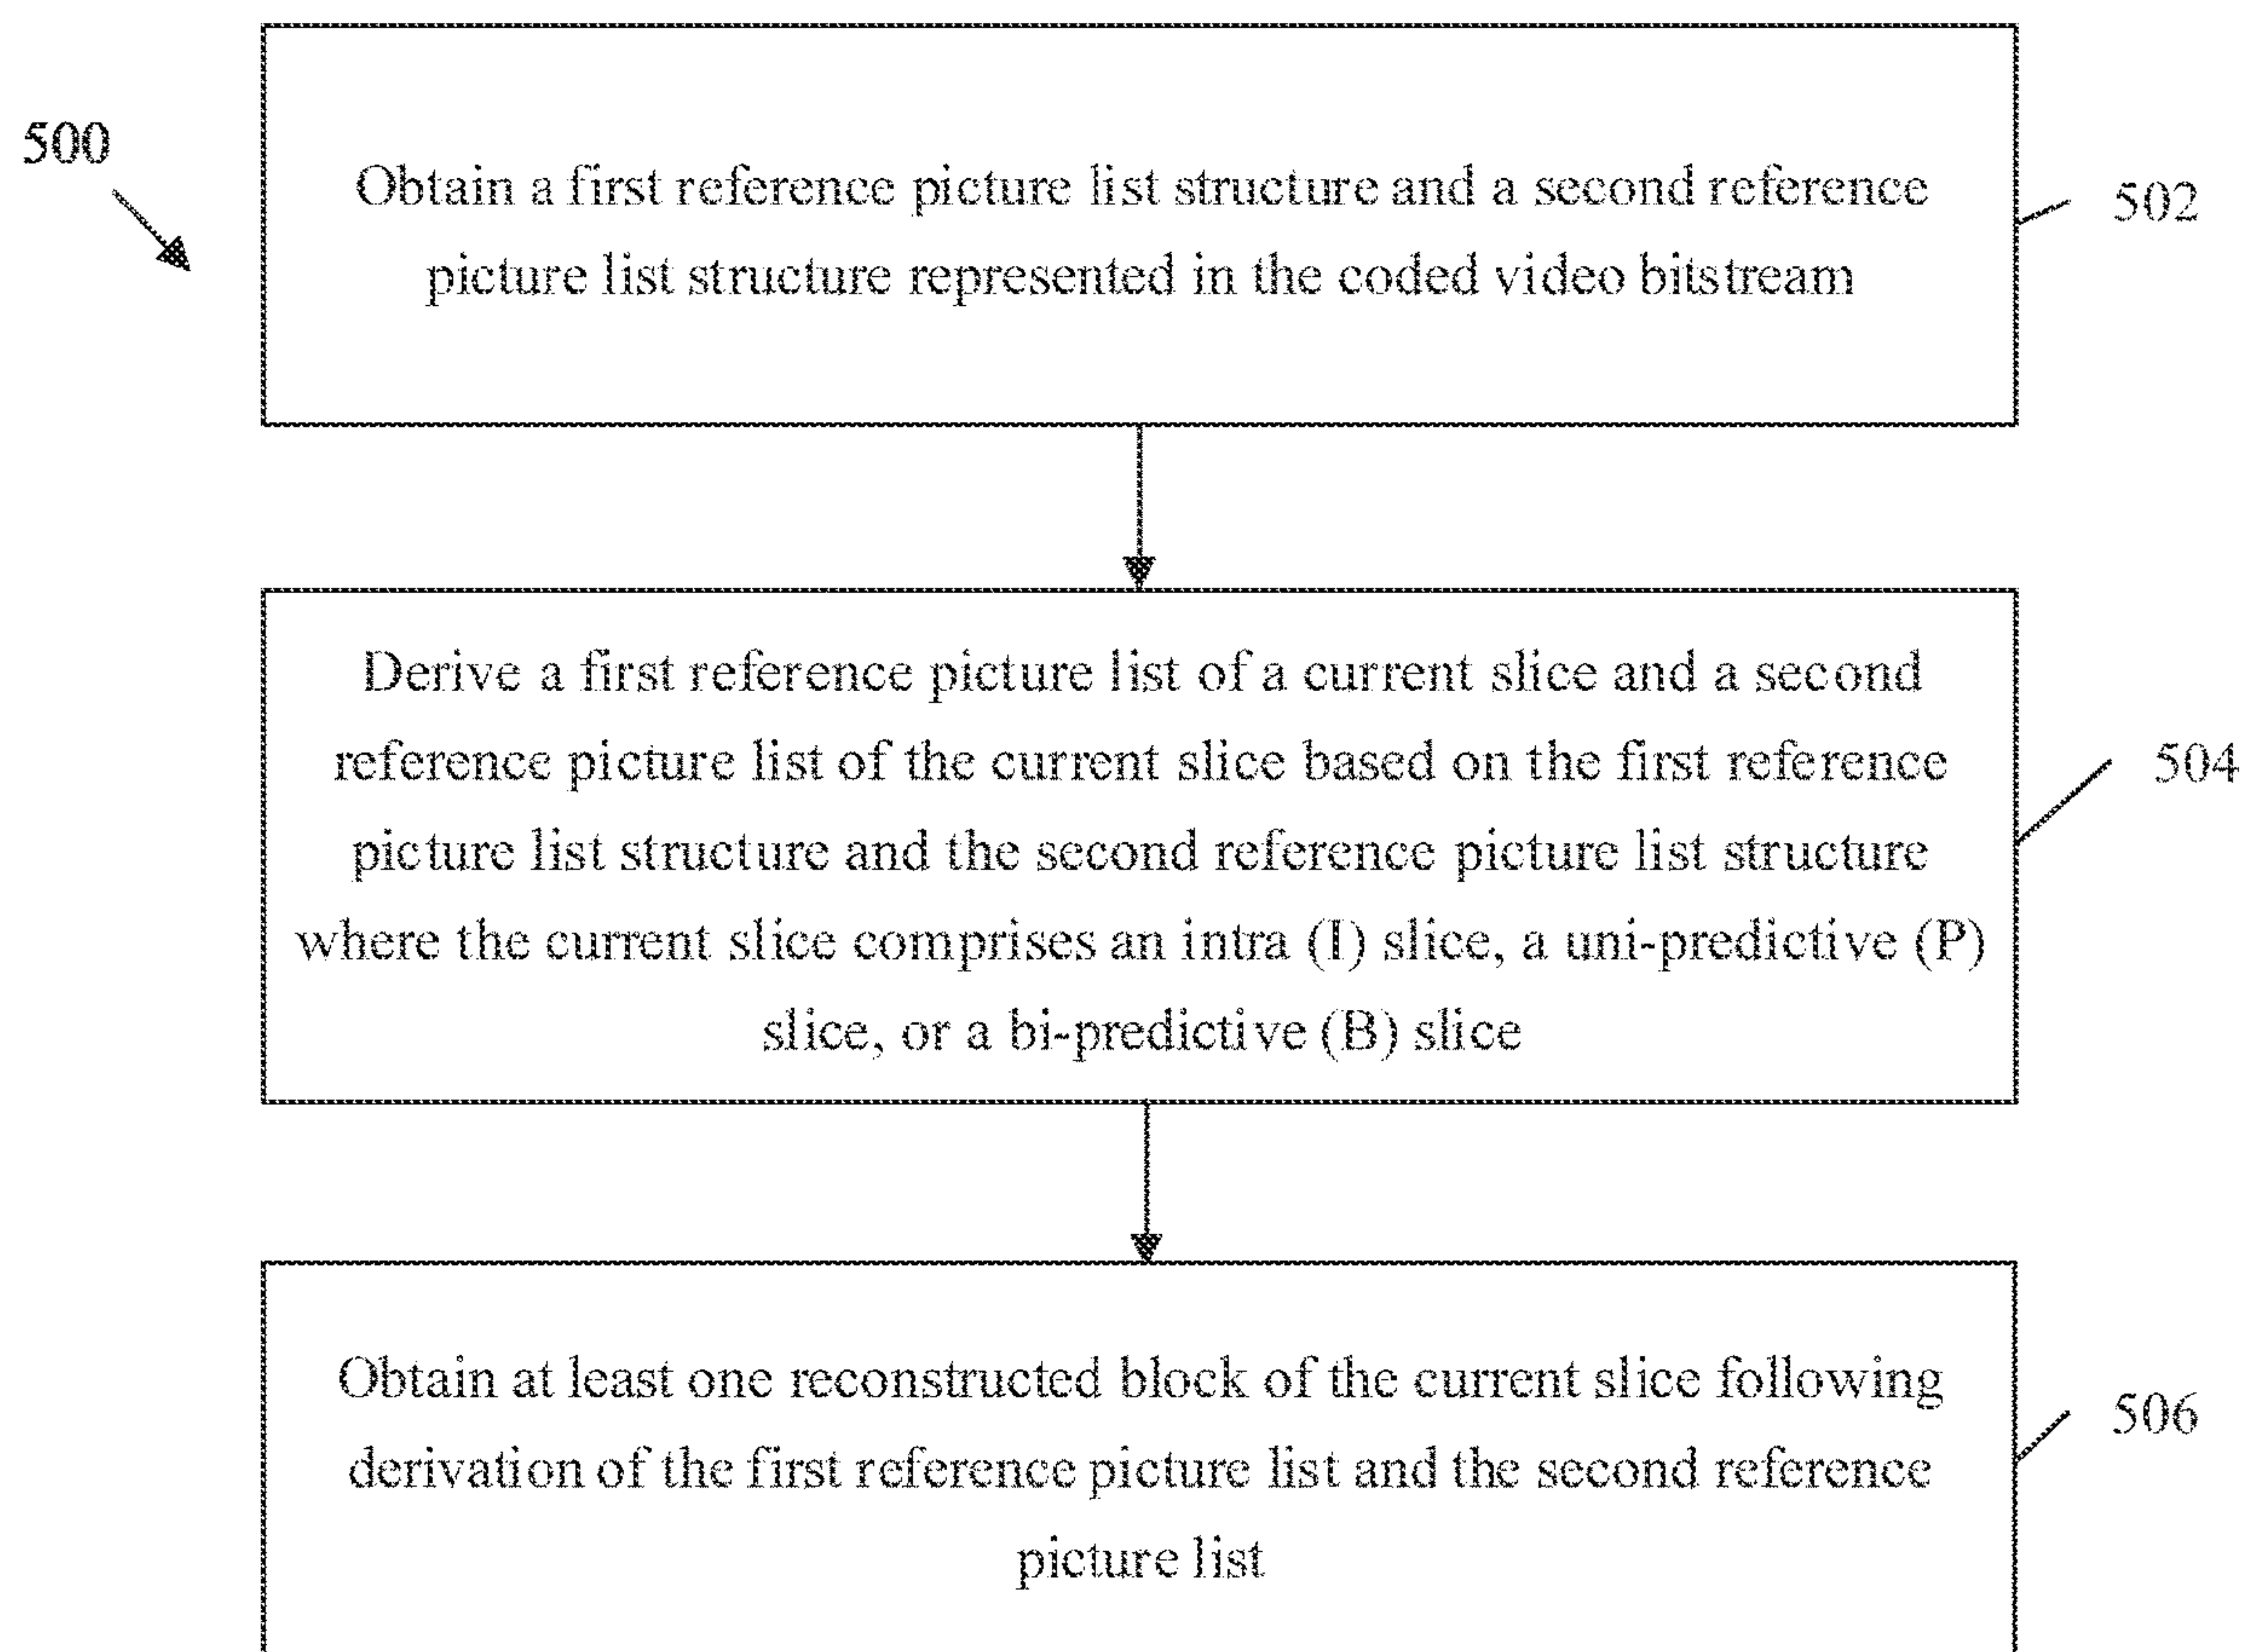 500
Obtain a first reference picture list structure and a second reference
picture list structure represented in the coded video bitstream
502
Derive a first reference picture list of a current slice and a second
reference picture list of the current slice based on the first reference
picture list structure and the second reference picture list structure
where the current slice comprises an intra (I) slice, a uni-predictive (P)
slice, or a bi-predictive (B) slice
504
Obtain at least one reconstructed block of the current slice following
derivation of the first reference picture list and the second reference
picture list
506